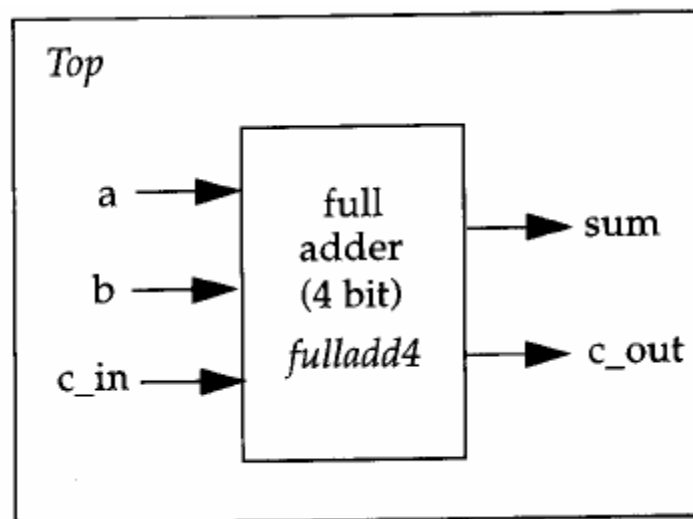 Top
a
b
c_in
full
adder
(4 bit)
fulladd4
sum
c_out